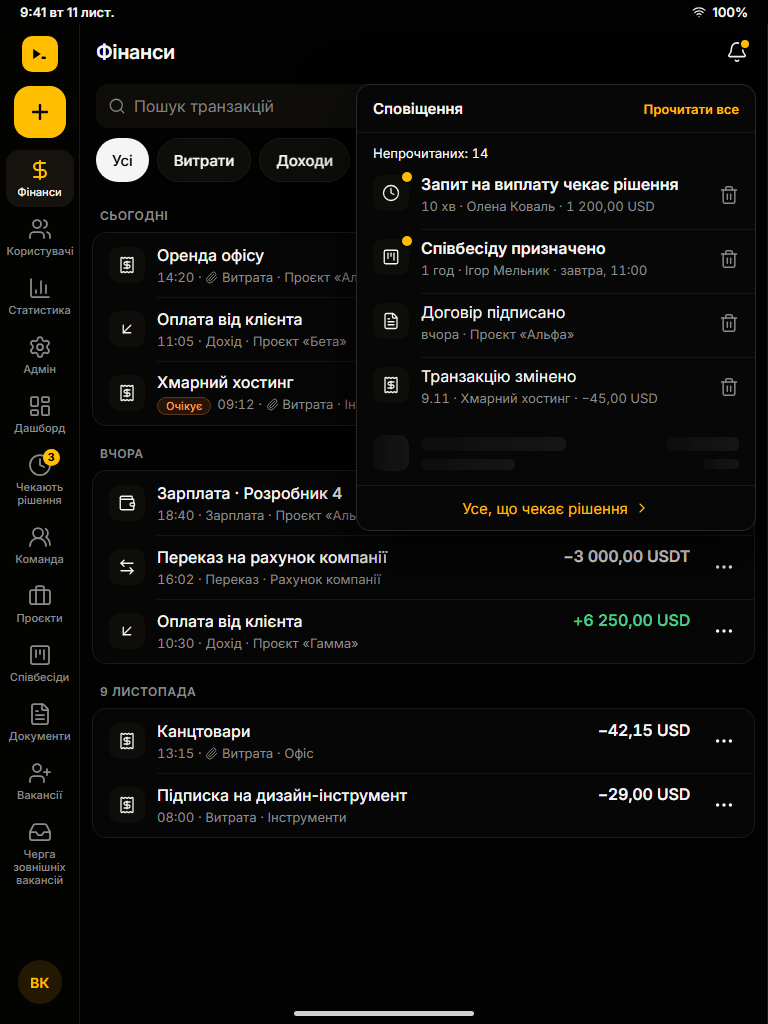 9:41 вт 11 лист.
100%
Фінанси
Пошук транзакцій
Усі
Витрати
Доходи
Сповіщення
Прочитати все
Непрочитаних: 14
Запит на виплату чекає рішення
10 хв · Олена Коваль · 1 200,00 USD
Співбесіду призначено
1 год · Ігор Мельник · завтра, 11:00
Договір підписано
вчора · Проєкт «Альфа»
Транзакцію змінено
9.11 · Хмарний хостинг · −45,00 USD
Усе, що чекає рішення
Фінанси
Користувачі
Статистика
Адмін
Дашборд
3
Чекають
рішення
Команда
Проєкти
Співбесіди
Документи
Вакансії
Черга
зовнішніх
вакансій
ВК
СЬОГОДНІ
Оренда офісу
14:20 · Витрата · Проєкт «Ал
Оплата від клієнта
11:05 · Дохід · Проєкт «Бета»
Хмарний хостинг
Очікує 09:12 · Витрата · Ін
ВЧОРА
Зарплата · Розробник 4
18:40 · Зарплата · Проєкт «Аль
Переказ на рахунок компанії
−3 000,00 USDT
16:02 · Переказ · Рахунок компанії
Оплата від клієнта
+6 250,00 USD
10:30 · Дохід · Проєкт «Гамма»
9 ЛИСТОПАДА
Канцтовари
−42,15 USD
13:15 · Витрата · Офіс
Підписка на дизайн-інструмент
−29,00 USD
08:00 · Витрата · Інструменти